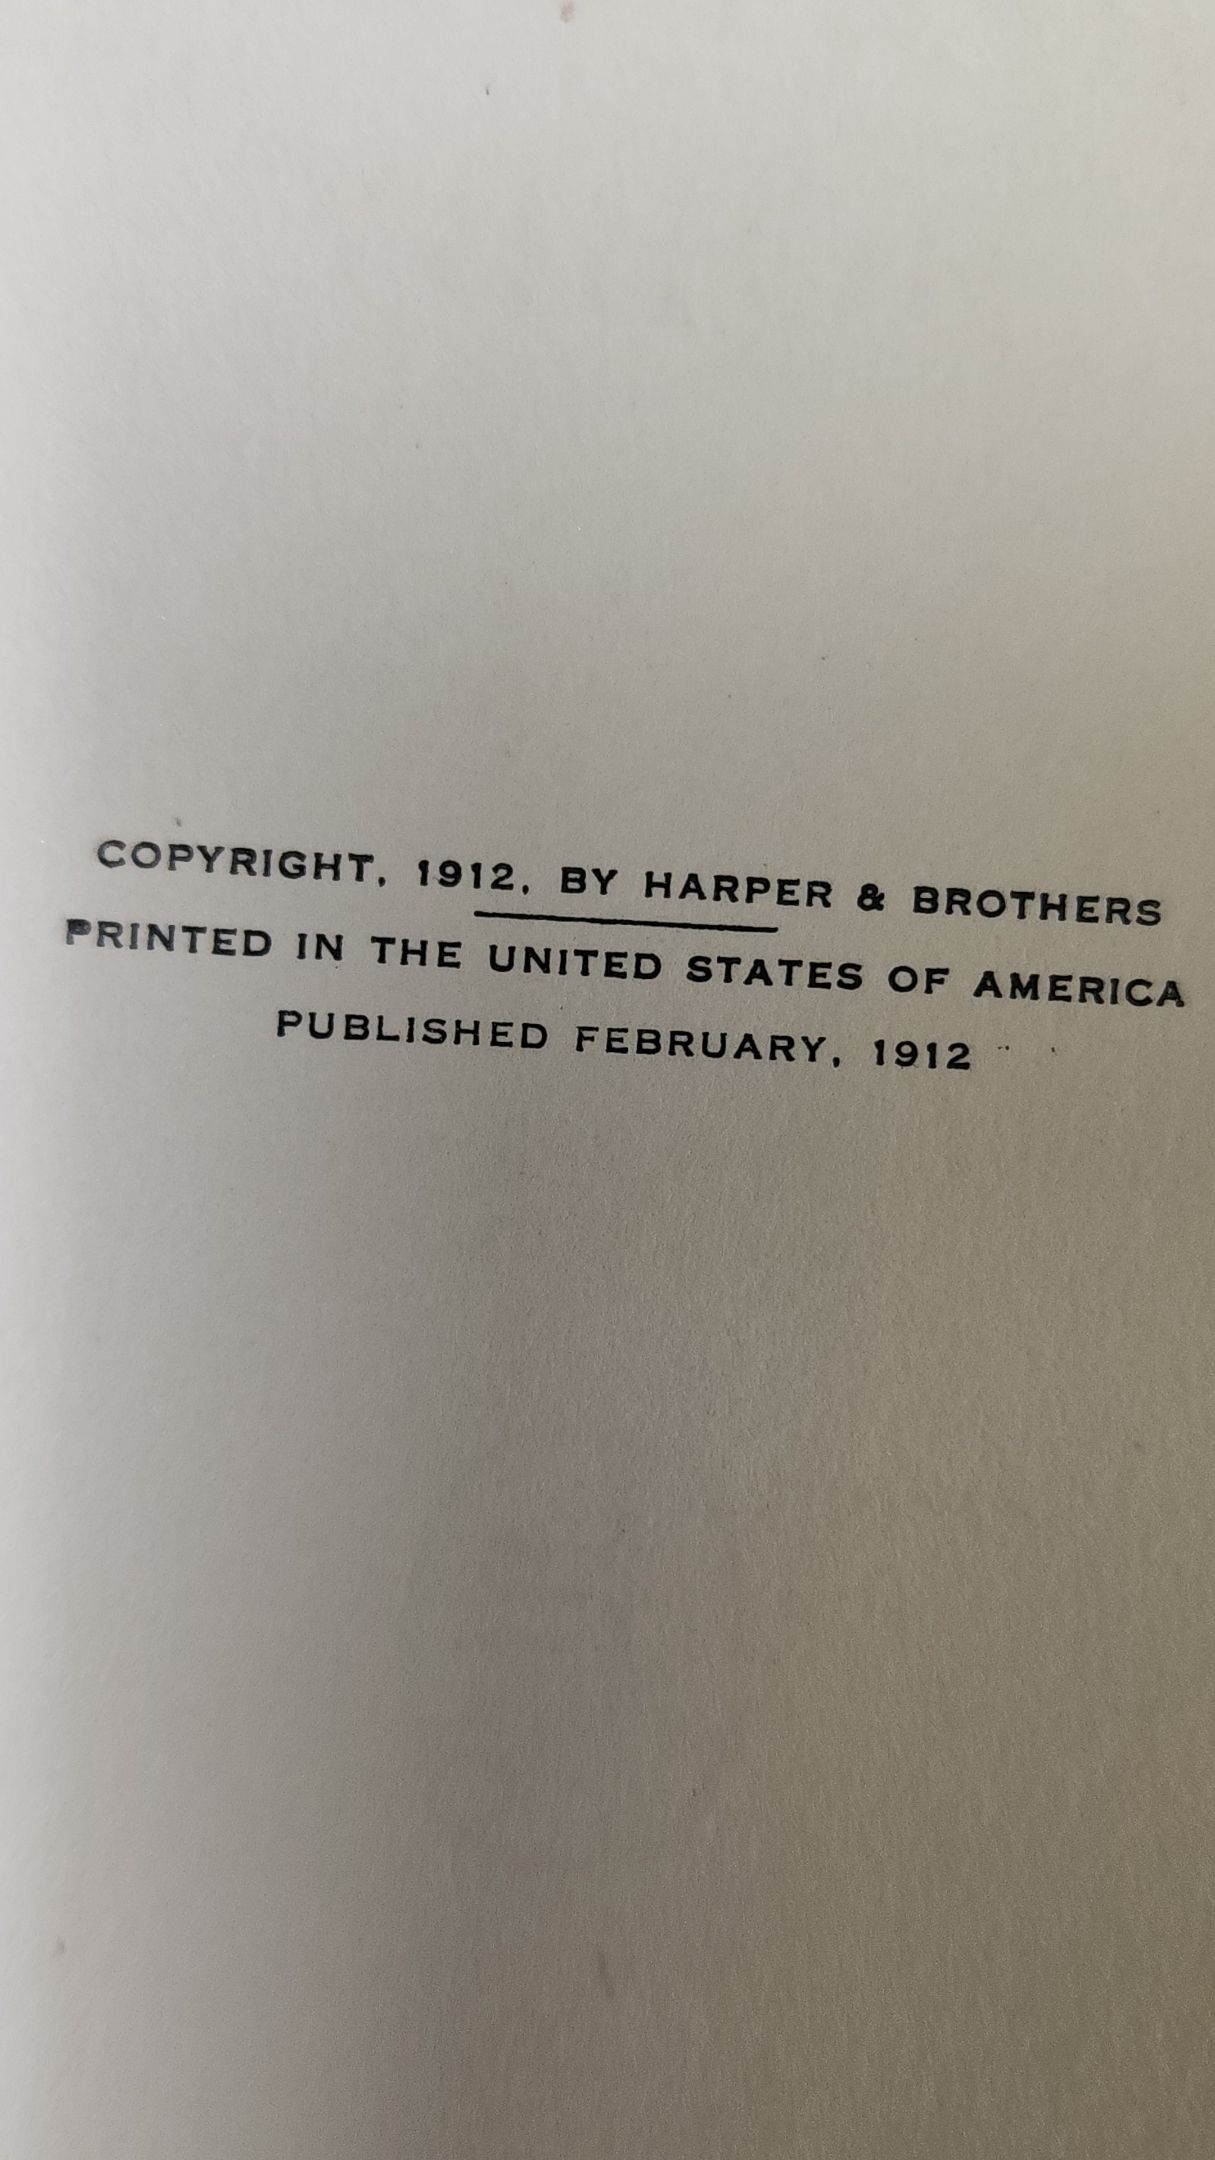 COPYRIGHT, 1912, BY HARPER & BROTHERS
PRINTED IN THE UNITED STATES OF AMERICA
PUBLISHED FEBRUARY, 1912